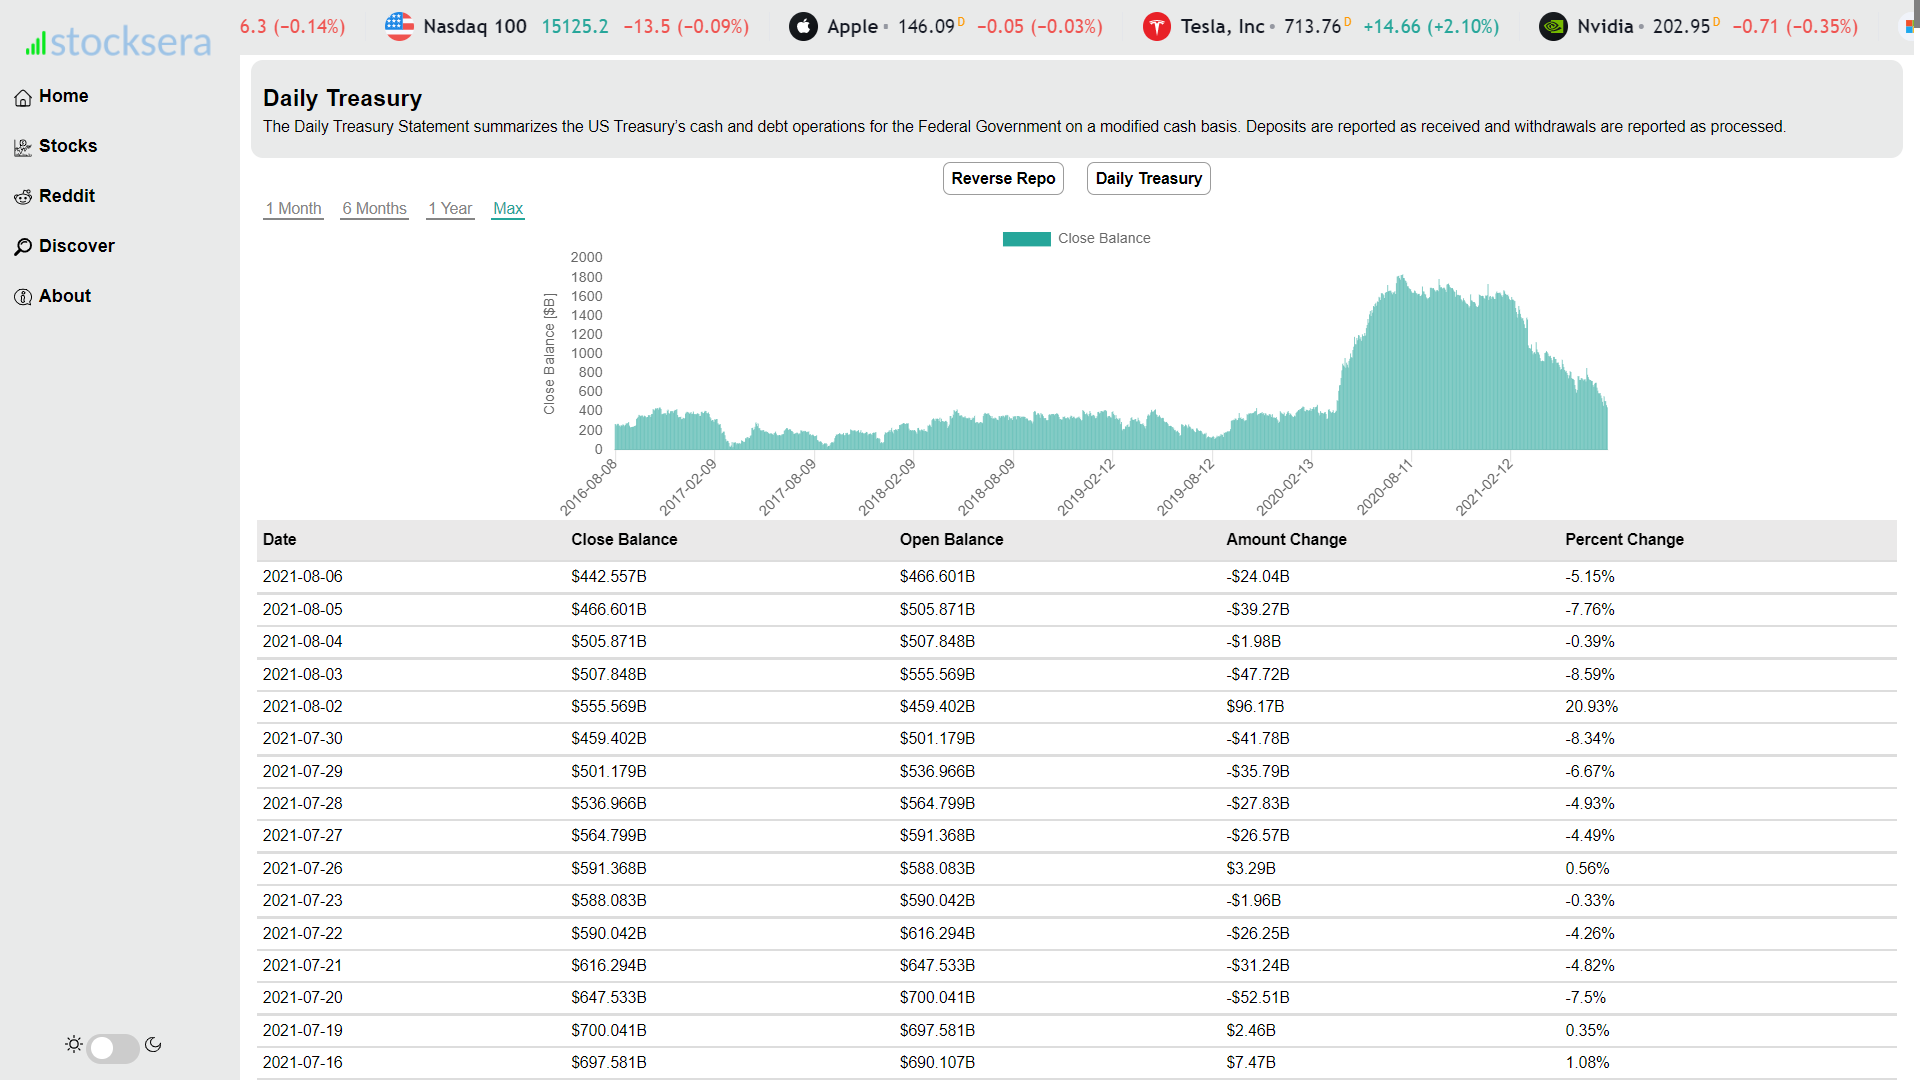 stocksera
6.3 (−0.14%) Nasdaq 100 15125.2 −13.5 (−0.09%) Apple 146.09 D −0.05 (−0.03%) Tesla, Inc 713.76 D +14.66 (+2.10%) Nvidia 202.95 D −0.71 (−0.35%)
Home
Stocks
Reddit
Discover
About
Daily Treasury
The Daily Treasury Statement summarizes the US Treasury’s cash and debt operations for the Federal Government on a modified cash basis. Deposits are reported as received and withdrawals are reported as processed.
Reverse Repo Daily Treasury
1 Month 6 Months 1 Year Max
Close Balance
Close Balance [$B]
2000
1800
1600
1400
1200
1000
800
600
400
200
0
2016-08-08 2017-02-09 2017-08-09 2018-02-09 2018-08-09 2019-02-12 2019-08-12 2020-02-13 2020-08-11 2021-02-12
Date Close Balance Open Balance Amount Change Percent Change
2021-08-06 $442.557B $466.601B -$24.04B -5.15%
2021-08-05 $466.601B $505.871B -$39.27B -7.76%
2021-08-04 $505.871B $507.848B -$1.98B -0.39%
2021-08-03 $507.848B $555.569B -$47.72B -8.59%
2021-08-02 $555.569B $459.402B $96.17B 20.93%
2021-07-30 $459.402B $501.179B -$41.78B -8.34%
2021-07-29 $501.179B $536.966B -$35.79B -6.67%
2021-07-28 $536.966B $564.799B -$27.83B -4.93%
2021-07-27 $564.799B $591.368B -$26.57B -4.49%
2021-07-26 $591.368B $588.083B $3.29B 0.56%
2021-07-23 $588.083B $590.042B -$1.96B -0.33%
2021-07-22 $590.042B $616.294B -$26.25B -4.26%
2021-07-21 $616.294B $647.533B -$31.24B -4.82%
2021-07-20 $647.533B $700.041B -$52.51B -7.5%
2021-07-19 $700.041B $697.581B $2.46B 0.35%
2021-07-16 $697.581B $690.107B $7.47B 1.08%